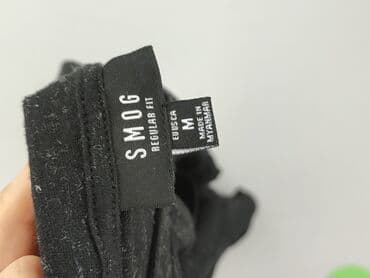 SMOG
REGULAR FIT
EU US CA
M
MADE IN
MYANMAR